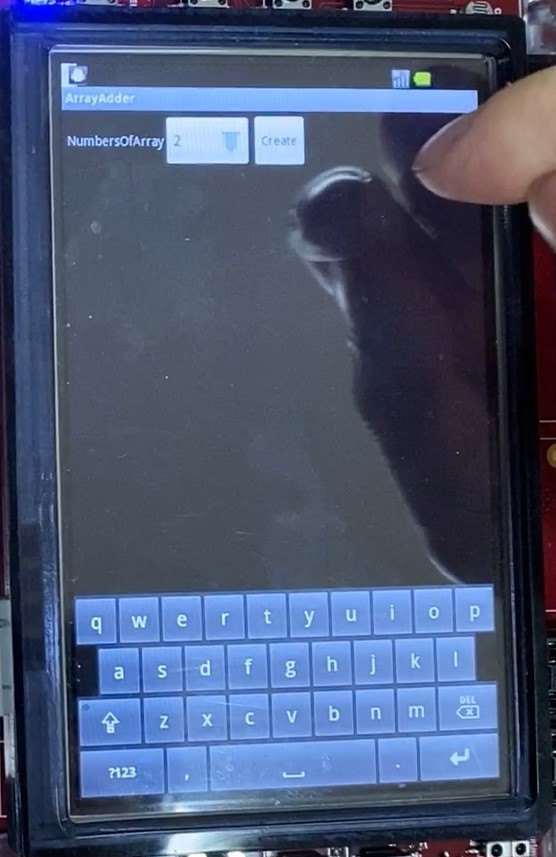 ArrayAdder
NumbersOfArray 2 Create
q w e r t y u i o p
a s d f g h j k l
z x c v b n m DEL
?123 , .